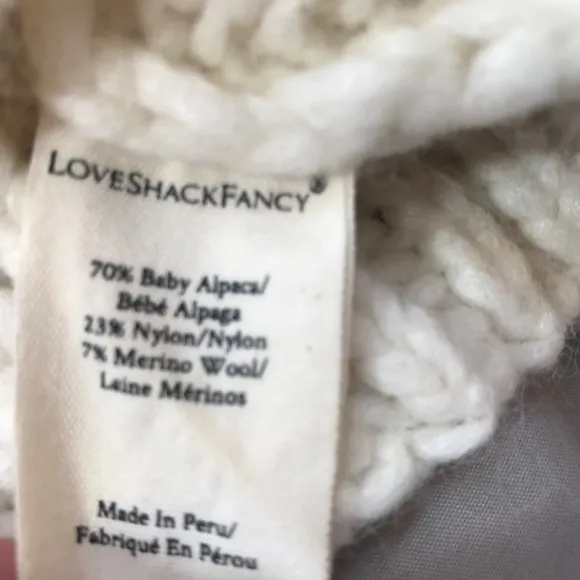 LOVESHACKFANCY®
70% Baby Alpaca/
Bébé Alpaga
23% Nylon/Nylon
7% Merino Wool/
Laine Mérinos
Made In Peru/
Fabriqué En Pérou